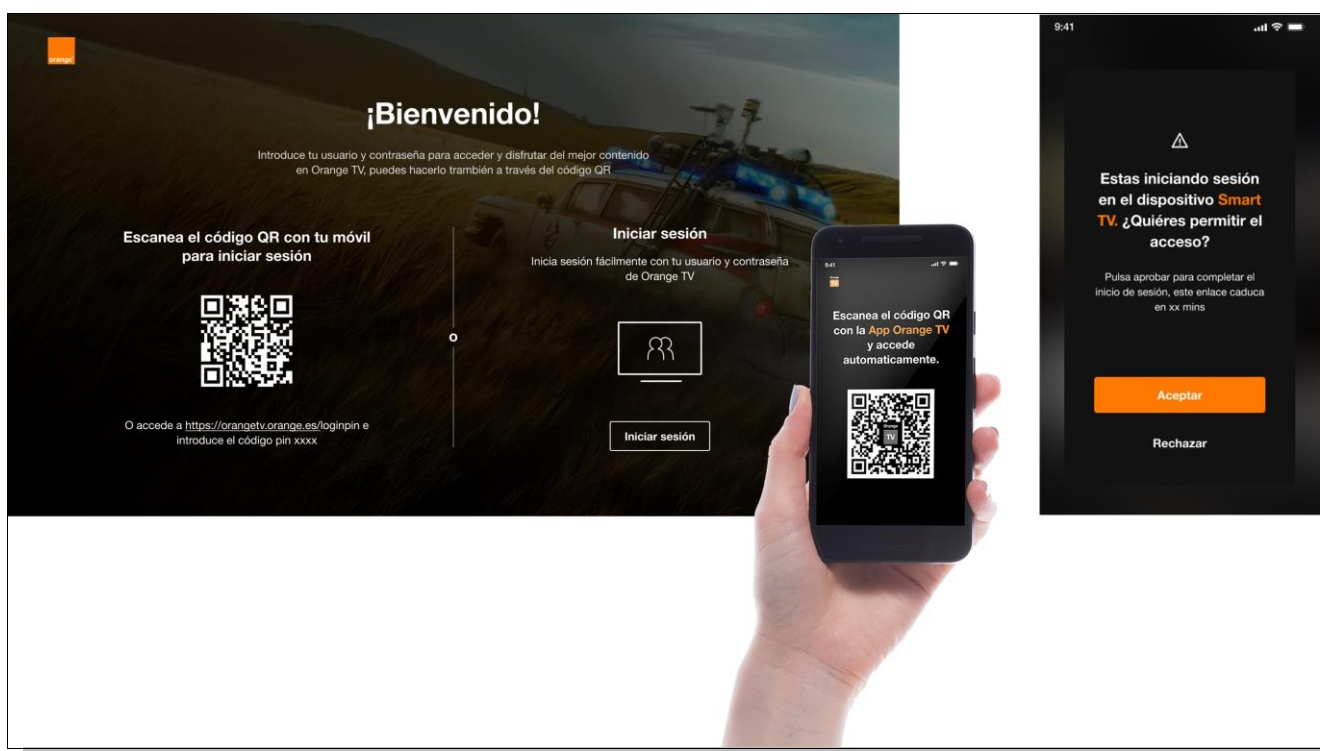 orange
¡Bienvenido!
Introduce tu usuario y contraseña para acceder y disfrutar del mejor contenido
en Orange TV, puedes hacerlo trambién a través del código QR
Escanea el código QR con tu móvil
para iniciar sesión
O accede a https://orangetv.orange.es/loginpin e
introduce el código pin xxxx
o
Iniciar sesión
Inicia sesión fácilmente con tu usuario y contraseña
de Orange TV
Iniciar sesión
9:41
Orange
TV
Escanea el código QR
con la App Orange TV
y accede
automaticamente.
Orange
TV
9:41
Estas iniciando sesión
en el dispositivo Smart
TV. ¿Quiéres permitir el
acceso?
Pulsa aprobar para completar el
inicio de sesión, este enlace caduca
en xx mins
Aceptar
Rechazar